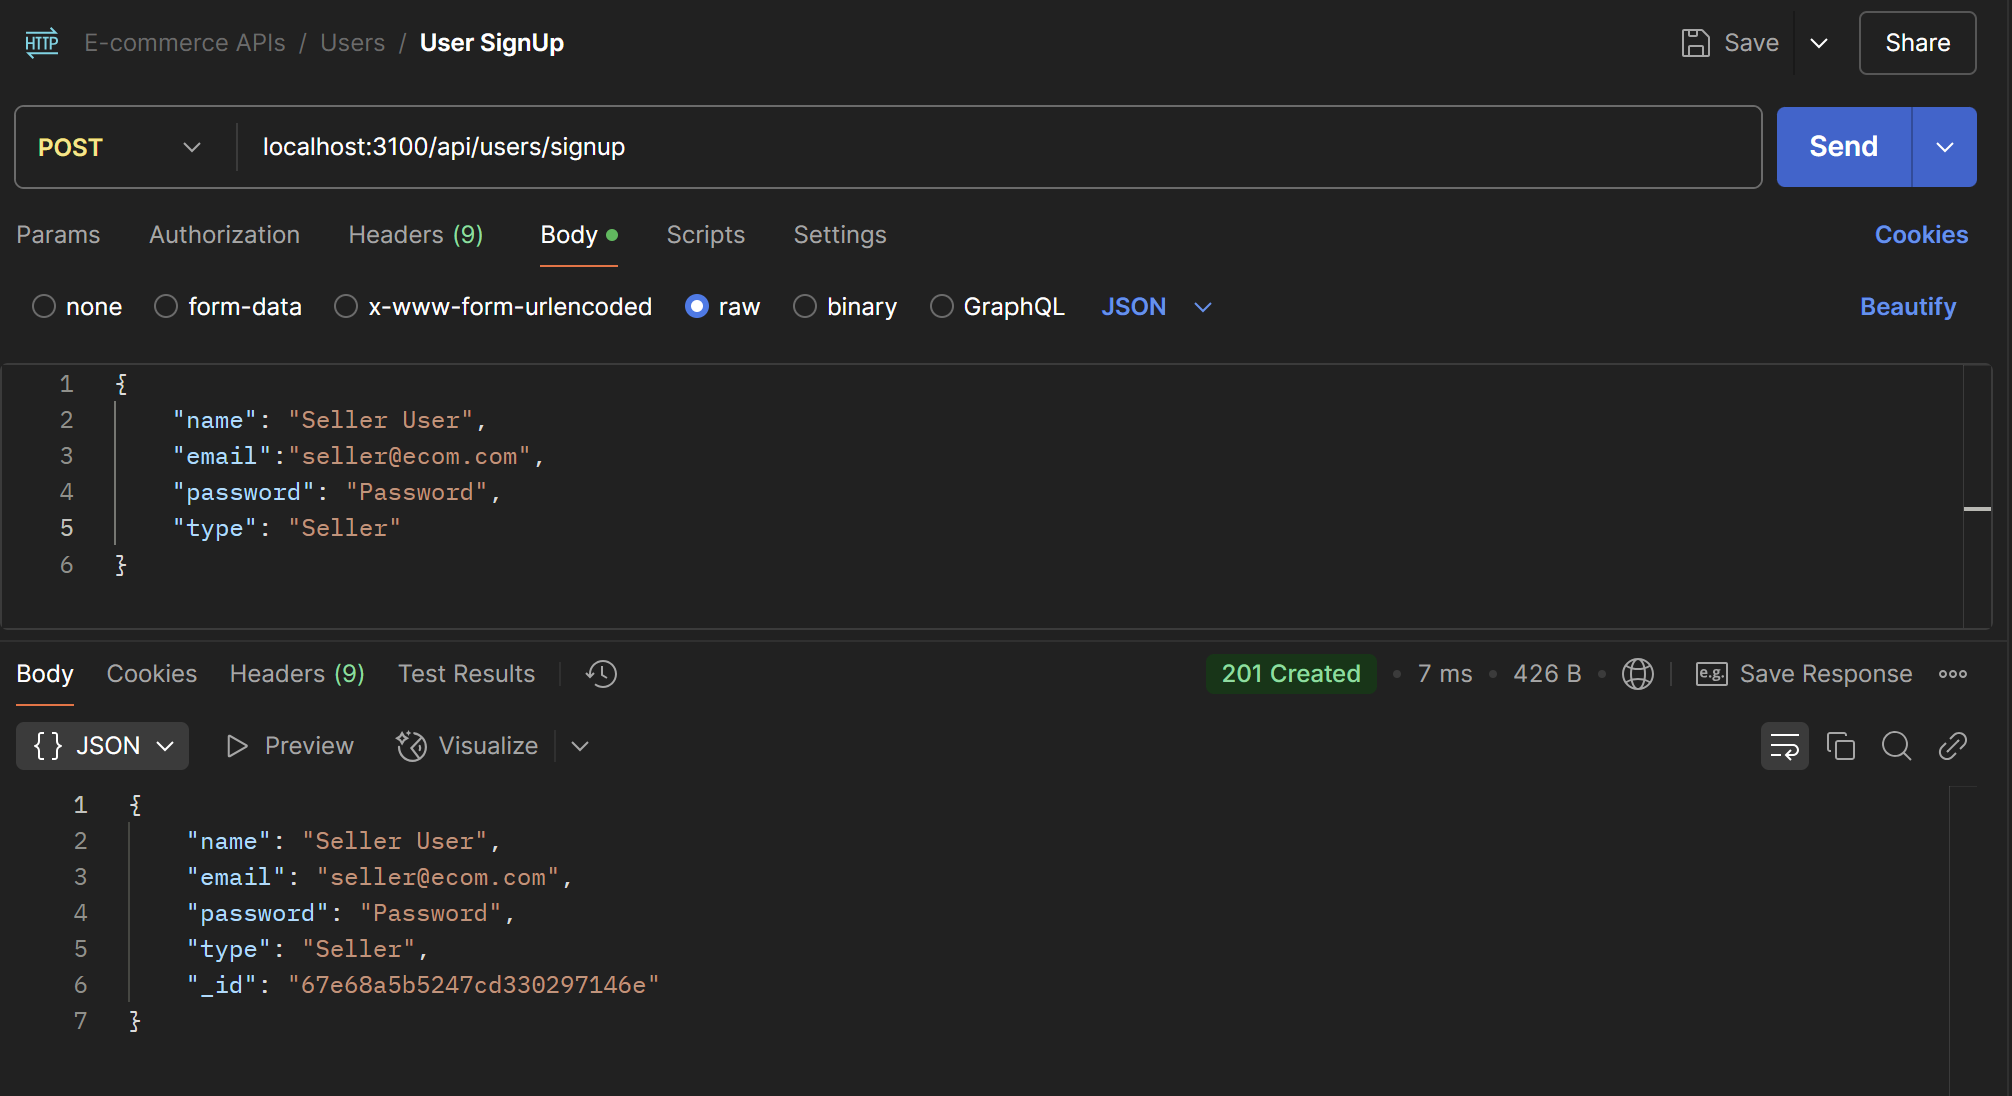 HTTP E-commerce APIs / Users / User SignUp Save Share
POST localhost:3100/api/users/signup Send
Params Authorization Headers (9) Body Scripts Settings Cookies
none form-data x-www-form-urlencoded raw binary GraphQL JSON Beautify
1 {
2 "name": "Seller User",
3 "email":"seller@ecom.com",
4 "password": "Password",
5 "type": "Seller"
6 }
Body Cookies Headers (9) Test Results 201 Created • 7 ms • 426 B • e.g. Save Response
{} JSON Preview Visualize
1 {
2 "name": "Seller User",
3 "email": "seller@ecom.com",
4 "password": "Password",
5 "type": "Seller",
6 "_id": "67e68a5b5247cd330297146e"
7 }